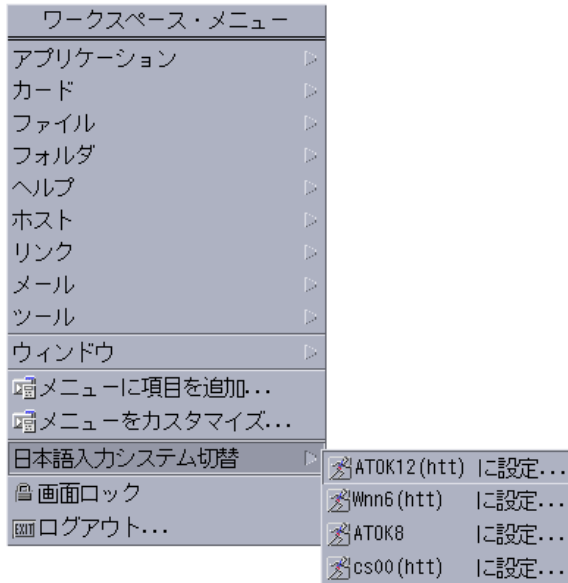 ワークスペース・メニュー
アプリケーション
カード
ファイル
フォルダ
ヘルプ
ホスト
リンク
メール
ツール
ウィンドウ
メニューに項目を追加...
メニューをカスタマイズ...
日本語入力システム切替
画面ロック
EXIT ログアウト...
ATOK12(htt) に設定...
Wnn6(htt) に設定...
ATOK8 に設定...
cs00(htt) に設定...